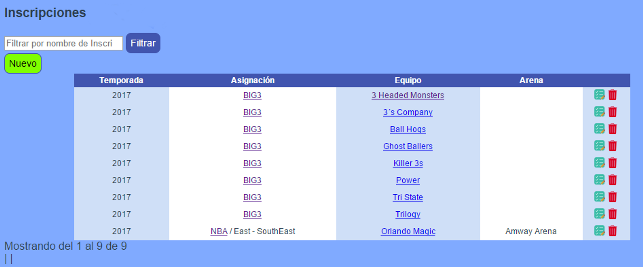 Inscripciones
Filtrar por nombre de Inscri Filtrar
Nuevo
Temporada Asignación Equipo Arena
2017 BIG3 3 Headed Monsters
2017 BIG3 3´s Company
2017 BIG3 Ball Hogs
2017 BIG3 Ghost Ballers
2017 BIG3 Killer 3s
2017 BIG3 Power
2017 BIG3 Tri State
2017 BIG3 Trilogy
2017 NBA / East - SouthEast Orlando Magic Amway Arena
Mostrando del 1 al 9 de 9
| |